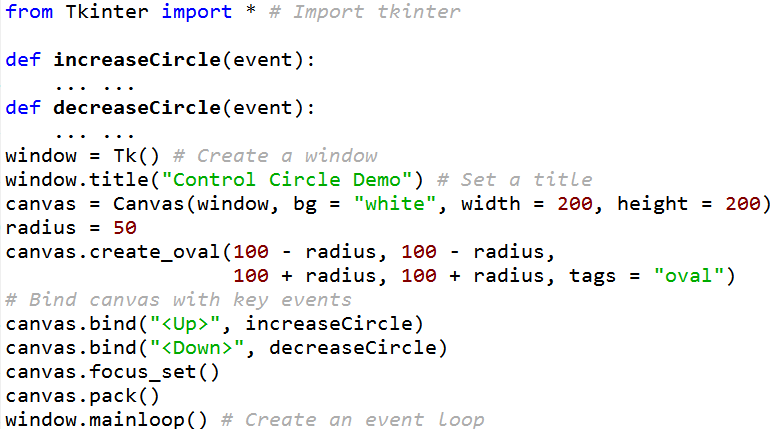 from Tkinter import * # Import tkinter
def increaseCircle(event):
... ...
def decreaseCircle(event):
... ...
window = Tk() # Create a window
window.title("Control Circle Demo") # Set a title
canvas = Canvas(window, bg = "white", width = 200, height = 200)
radius = 50
canvas.create_oval(100 - radius, 100 - radius,
100 + radius, 100 + radius, tags = "oval")
# Bind canvas with key events
canvas.bind("<Up>", increaseCircle)
canvas.bind("<Down>", decreaseCircle)
canvas.focus_set()
canvas.pack()
window.mainloop() # Create an event loop